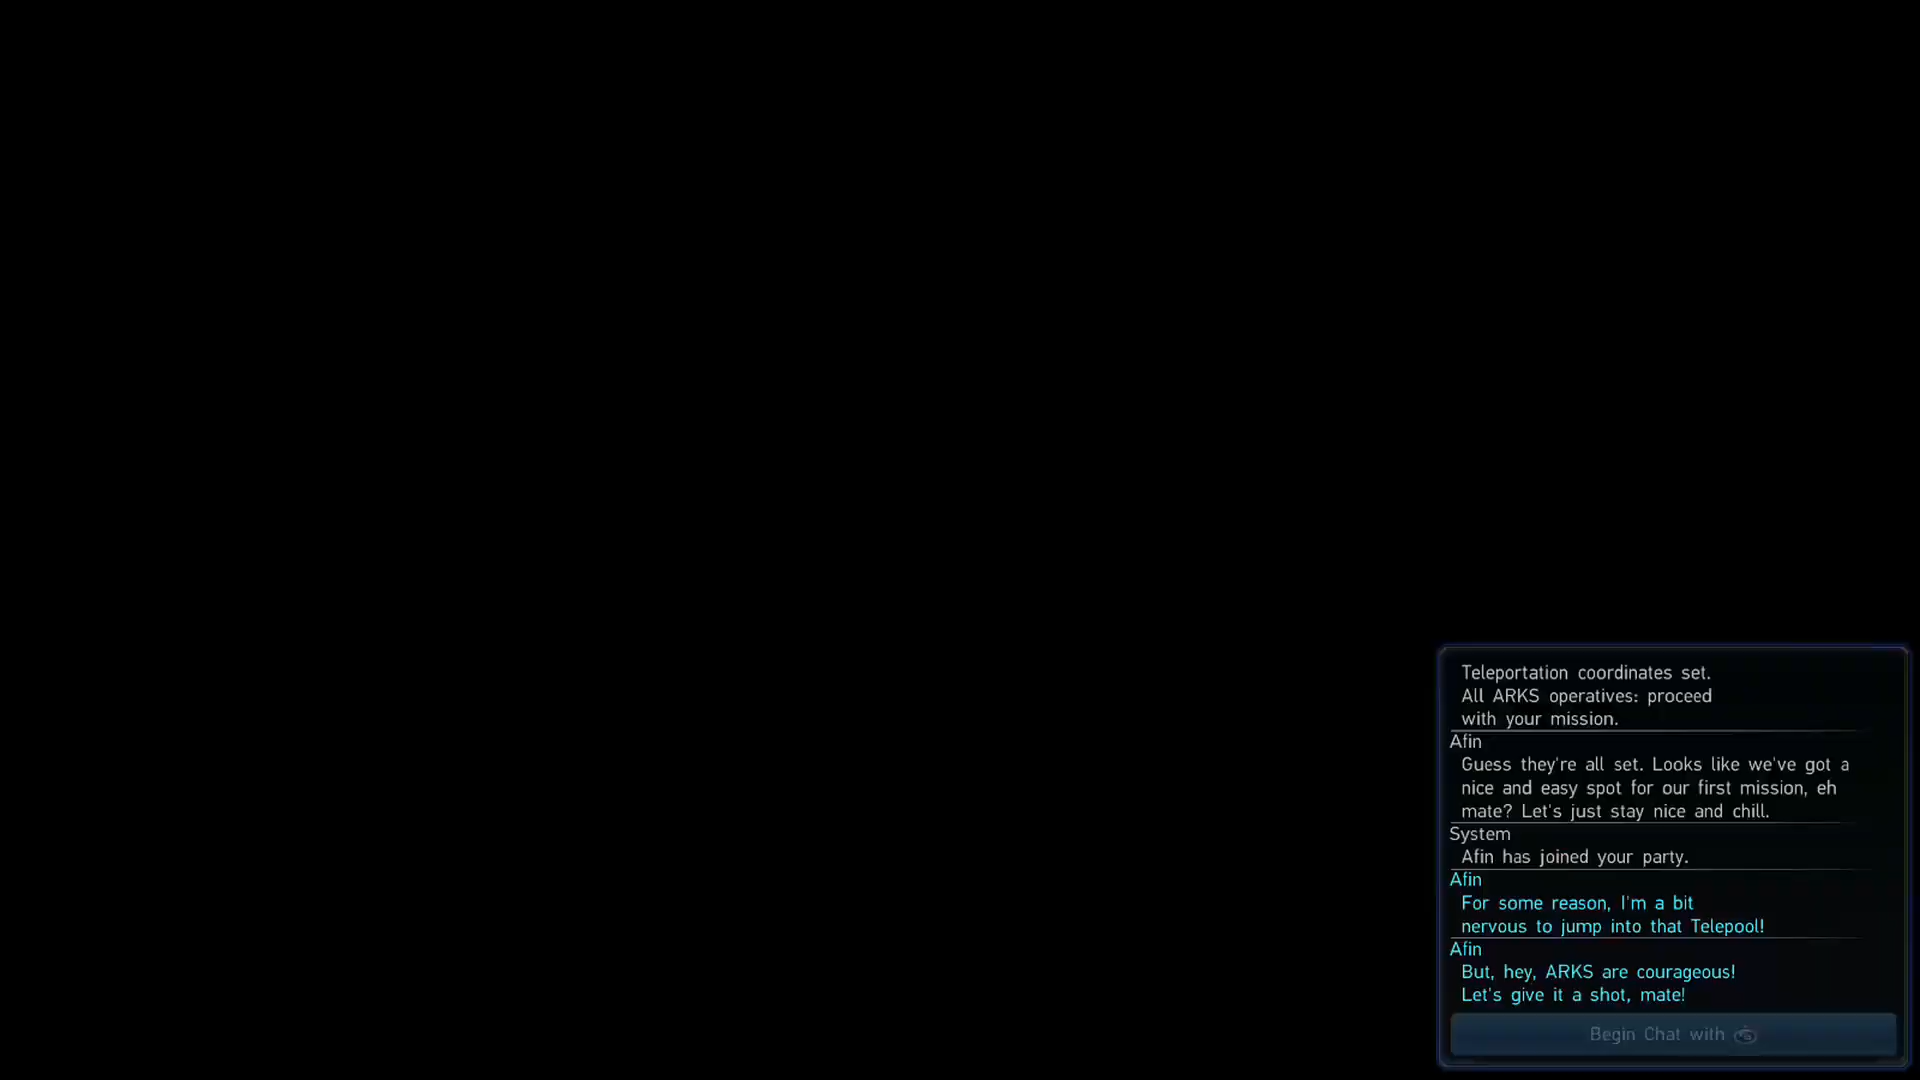 Teleportation coordinates set.
All ARKS operatives: proceed
with your mission.
Afin
Guess they're all set. Looks like we've got a
nice and easy spot for our first mission, eh
mate? Let's just stay nice and chill.
System
Afin has joined your party.
Afin
For some reason, I'm a bit
nervous to jump into that Telepool!
Afin
But, hey, ARKS are courageous!
Let's give it a shot, mate!
Begin Chat with